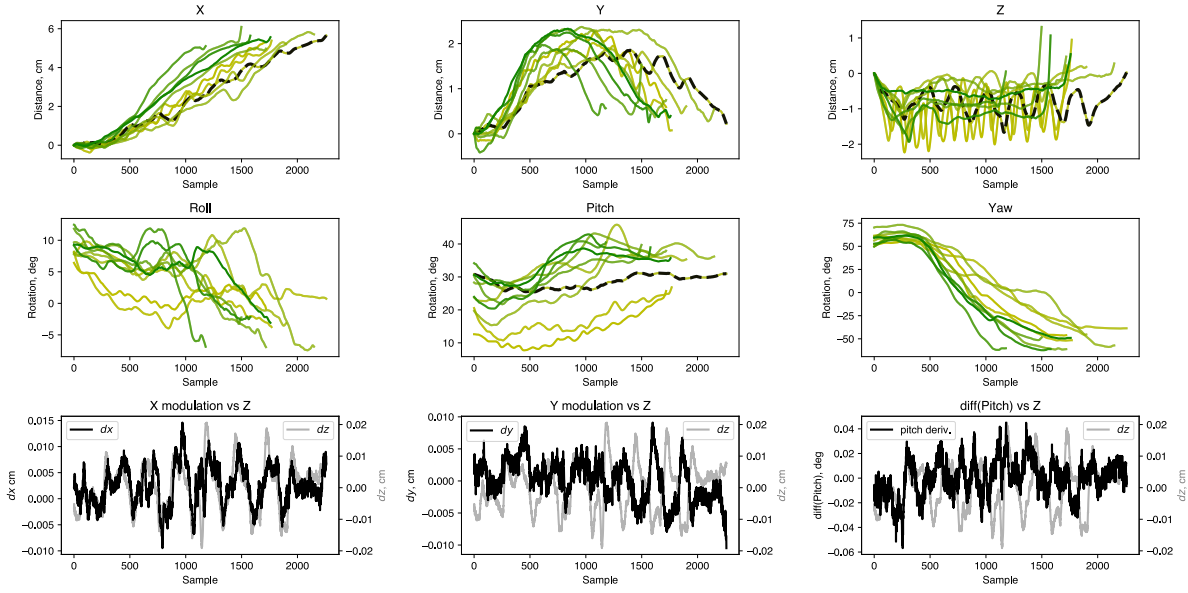 X
Y
Z
6
4
2
0
Distance, cm
0
500
1000
1500
2000
Sample
2
1
0
Distance, cm
0
500
1000
1500
2000
Sample
1
0
−1
−2
Distance, cm
0
500
1000
1500
2000
Sample
Roll
Pitch
Yaw
10
5
0
−5
Rotation, deg
0
500
1000
1500
2000
Sample
40
30
20
10
Rotation, deg
0
500
1000
1500
2000
Sample
75
50
25
0
−25
−50
Rotation, deg
0
500
1000
1500
2000
Sample
X modulation vs Z
Y modulation vs Z
diff(Pitch) vs Z
dx
dz
0.015
0.010
0.005
0.000
−0.005
−0.010
dx cm
0.02
0.01
0.00
−0.01
−0.02
dz, cm
0
500
1000
1500
2000
Sample
dy
dz
0.010
0.005
0.000
−0.005
−0.010
dy, cm
0.02
0.01
0.00
−0.01
−0.02
dz, cm
0
500
1000
1500
2000
Sample
pitch deriv.
dz
0.04
0.02
0.00
−0.02
−0.04
−0.06
diff(Pitch), deg
0.02
0.01
0.00
−0.01
−0.02
dz, cm
0
500
1000
1500
2000
Sample